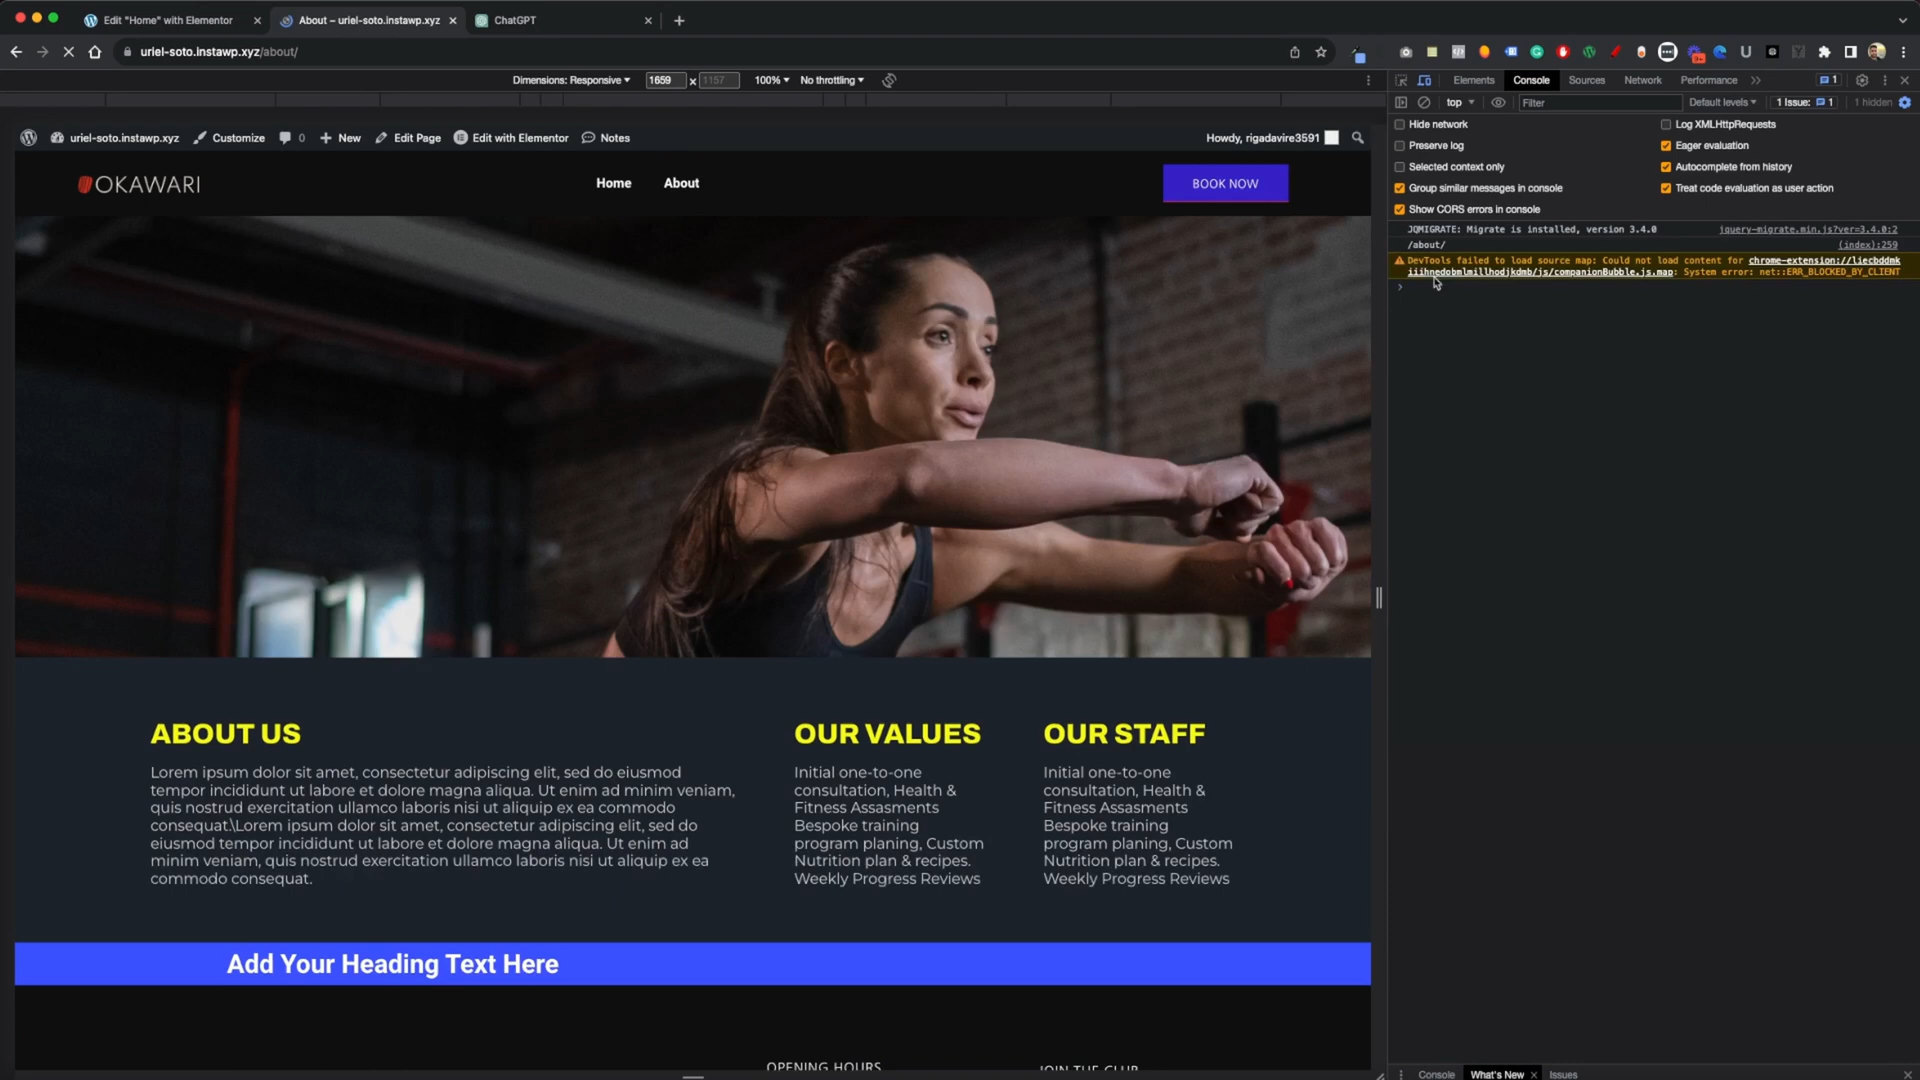 Edit "Home" with Elementor
About – uriel-soto.instawp.xyz
ChatGPT
uriel-soto.instawp.xyz/about/
Dimensions: Responsive
1659 x 1157
100%
No throttling
Elements
Console
Sources
Network
Performance
1
top
Filter
Default levels
1 Issue: 1
1 hidden
Hide network
Log XMLHttpRequests
Preserve log
Eager evaluation
Selected context only
Autocomplete from history
Group similar messages in console
Treat code evaluation as user action
Show CORS errors in console
JQMIGRATE: Migrate is installed, version 3.4.0
jquery-migrate.min.js?ver=3.4.0:2
/about/
(index):259
DevTools failed to load source map: Could not load content for chrome-extension://liecbddmk
iiihnedobmlmillhodjkdmb/js/companionBubble.js.map: System error: net::ERR_BLOCKED_BY_CLIENT
uriel-soto.instawp.xyz
Customize
0
New
Edit Page
Edit with Elementor
Notes
Howdy, rigadavire3591
OKAWARI
Home
About
BOOK NOW
ABOUT US
Lorem ipsum dolor sit amet, consectetur adipiscing elit, sed do eiusmod
tempor incididunt ut labore et dolore magna aliqua. Ut enim ad minim veniam,
quis nostrud exercitation ullamco laboris nisi ut aliquip ex ea commodo
consequat.\Lorem ipsum dolor sit amet, consectetur adipiscing elit, sed do
eiusmod tempor incididunt ut labore et dolore magna aliqua. Ut enim ad
minim veniam, quis nostrud exercitation ullamco laboris nisi ut aliquip ex ea
commodo consequat.
OUR VALUES
Initial one-to-one
consultation, Health &
Fitness Assasments
Bespoke training
program planing, Custom
Nutrition plan & recipes.
Weekly Progress Reviews
OUR STAFF
Initial one-to-one
consultation, Health &
Fitness Assasments
Bespoke training
program planing, Custom
Nutrition plan & recipes.
Weekly Progress Reviews
Add Your Heading Text Here
OPENING HOURS
JOIN THE CLUB
Console
What's New
Issues